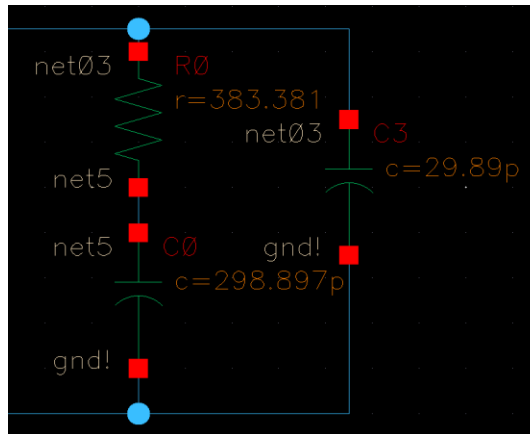 net03
R0
r=383.381
net03
C3
c=29.89p
net5
net5
C0
gnd!
c=298.897p
gnd!